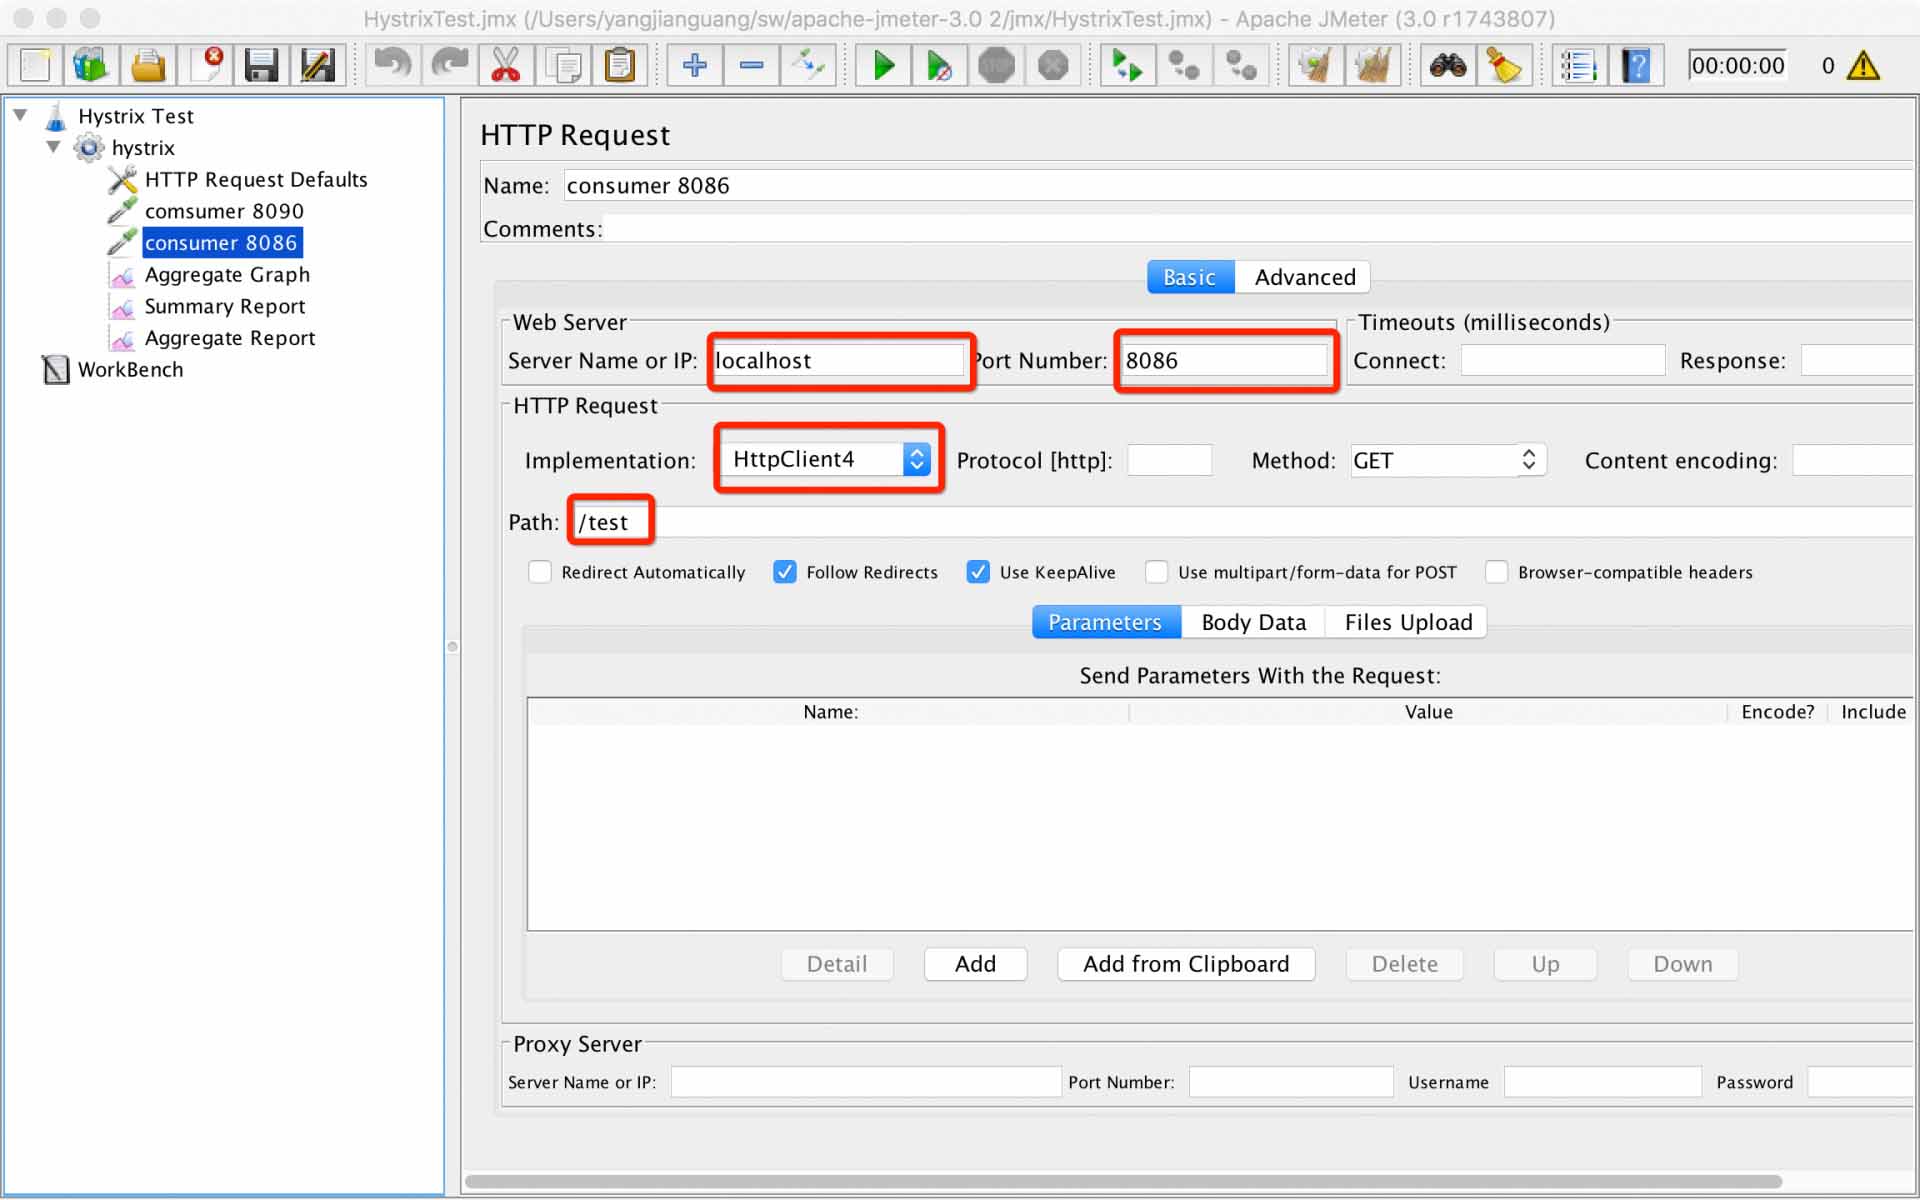 HystrixTest.jmx (/Users/yangjianguang/sw/apache-jmeter-3.0 2/jmx/HystrixTest.jmx) - Apache JMeter (3.0 r1743807)
00:00:00 0
Hystrix Test
hystrix
HTTP Request Defaults
comsumer 8090
consumer 8086
Aggregate Graph
Summary Report
Aggregate Report
WorkBench
HTTP Request
Name: consumer 8086
Comments:
Basic Advanced
Web Server
Server Name or IP: localhost Port Number: 8086
Timeouts (milliseconds)
Connect: Response:
HTTP Request
Implementation: HttpClient4 Protocol [http]: Method: GET Content encoding:
Path: /test
Redirect Automatically Follow Redirects Use KeepAlive Use multipart/form-data for POST Browser-compatible headers
Parameters Body Data Files Upload
Send Parameters With the Request:
Name: Value Encode? Include
Detail Add Add from Clipboard Delete Up Down
Proxy Server
Server Name or IP: Port Number: Username Password